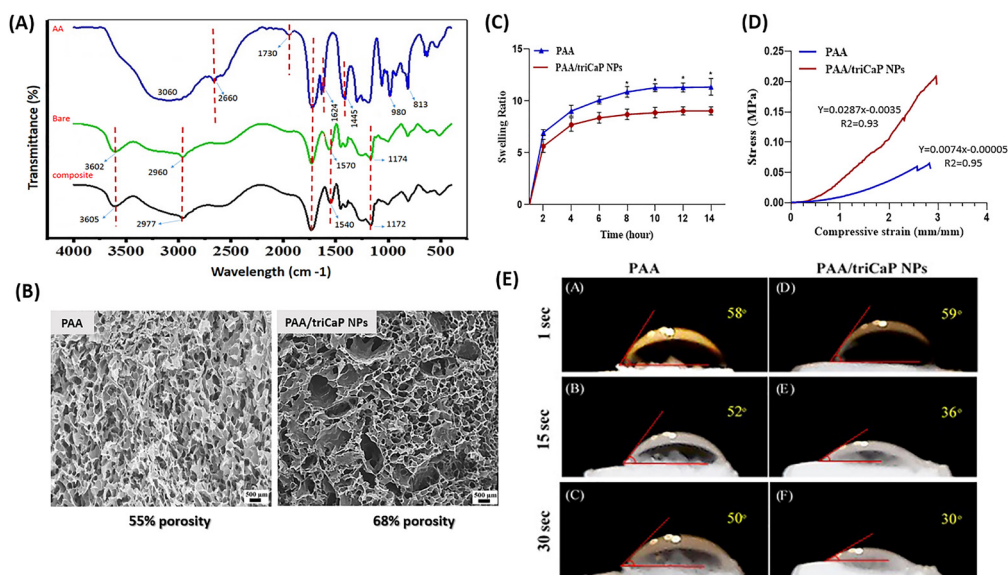 (A)
AA
1730
3060
2660
1624
1445
980
813
Bare
3602
2960
1570
1174
composite
3605
2977
1540
1172
Transmittance (%)
4000 3500 3000 2500 2000 1500 1000 500
Wavelength (cm -1)
(B)
PAA
500 µm
55% porosity
PAA/triCaP NPs
500 µm
68% porosity
(C)
PAA
PAA/triCaP NPs
Swelling Ratio
15
10
5
0
* * * *
2 4 6 8 10 12 14
Time (hour)
(D)
PAA
PAA/triCaP NPs
Stress (MPa)
0.25
0.20
0.15
0.10
0.05
0.00
Y=0.0287x-0.0035
R2=0.93
Y=0.0074x-0.00005
R2=0.95
0 1 2 3 4
Compressive strain (mm/mm)
(E)
PAA
PAA/triCaP NPs
1 sec
(A)
58°
(D)
59°
15 sec
(B)
52°
(E)
36°
30 sec
(C)
50°
(F)
30°